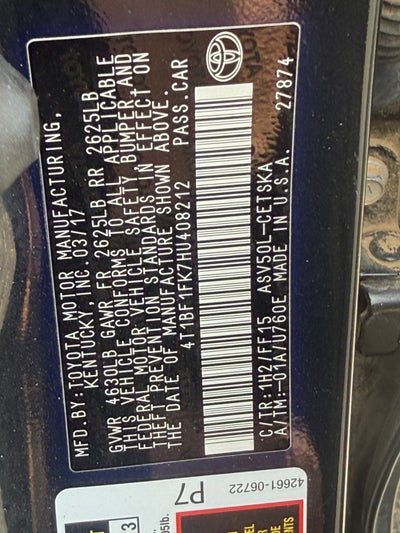 MFD. BY: TOYOTA MOTOR MANUFACTURING,
KENTUCKY, INC. 03/17
GVWR 4630LB GAWR FR 2625LB RR 2625LB
THIS VEHICLE CONFORMS TO ALL APPLICABLE
FEDERAL MOTOR VEHICLE SAFETY, BUMPER, AND
THEFT PREVENTION STANDARDS IN EFFECT ON
THE DATE OF MANUFACTURE SHOWN ABOVE.
4T1BF1FK7HU408212 PASS. CAR
C/TR: 1H2/FF15 ASV50L-CETSKA
A/TM: -01A/U760E MADE IN U.S.A. 27874
42661-06722
P7
3